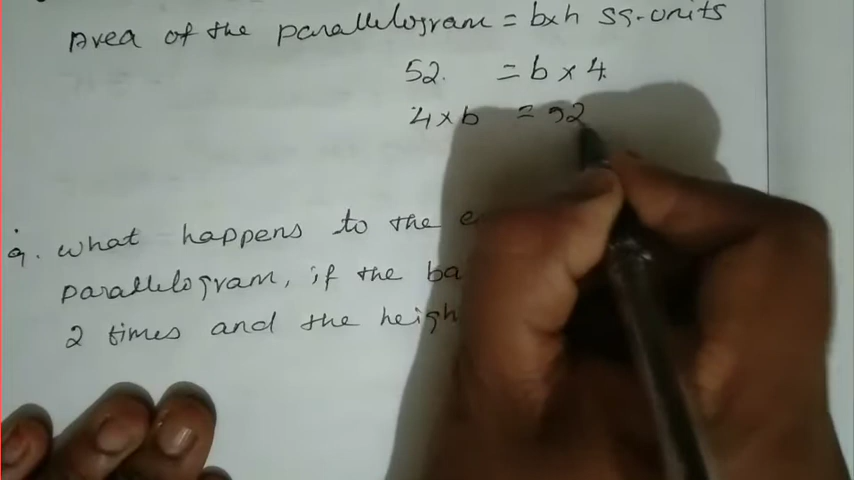 Area of the parallelogram = b×h sq-units
52. = b × 4.
4 × b = 52
9. what happens to the
parallelogram, if the ba
2 times and the heigh